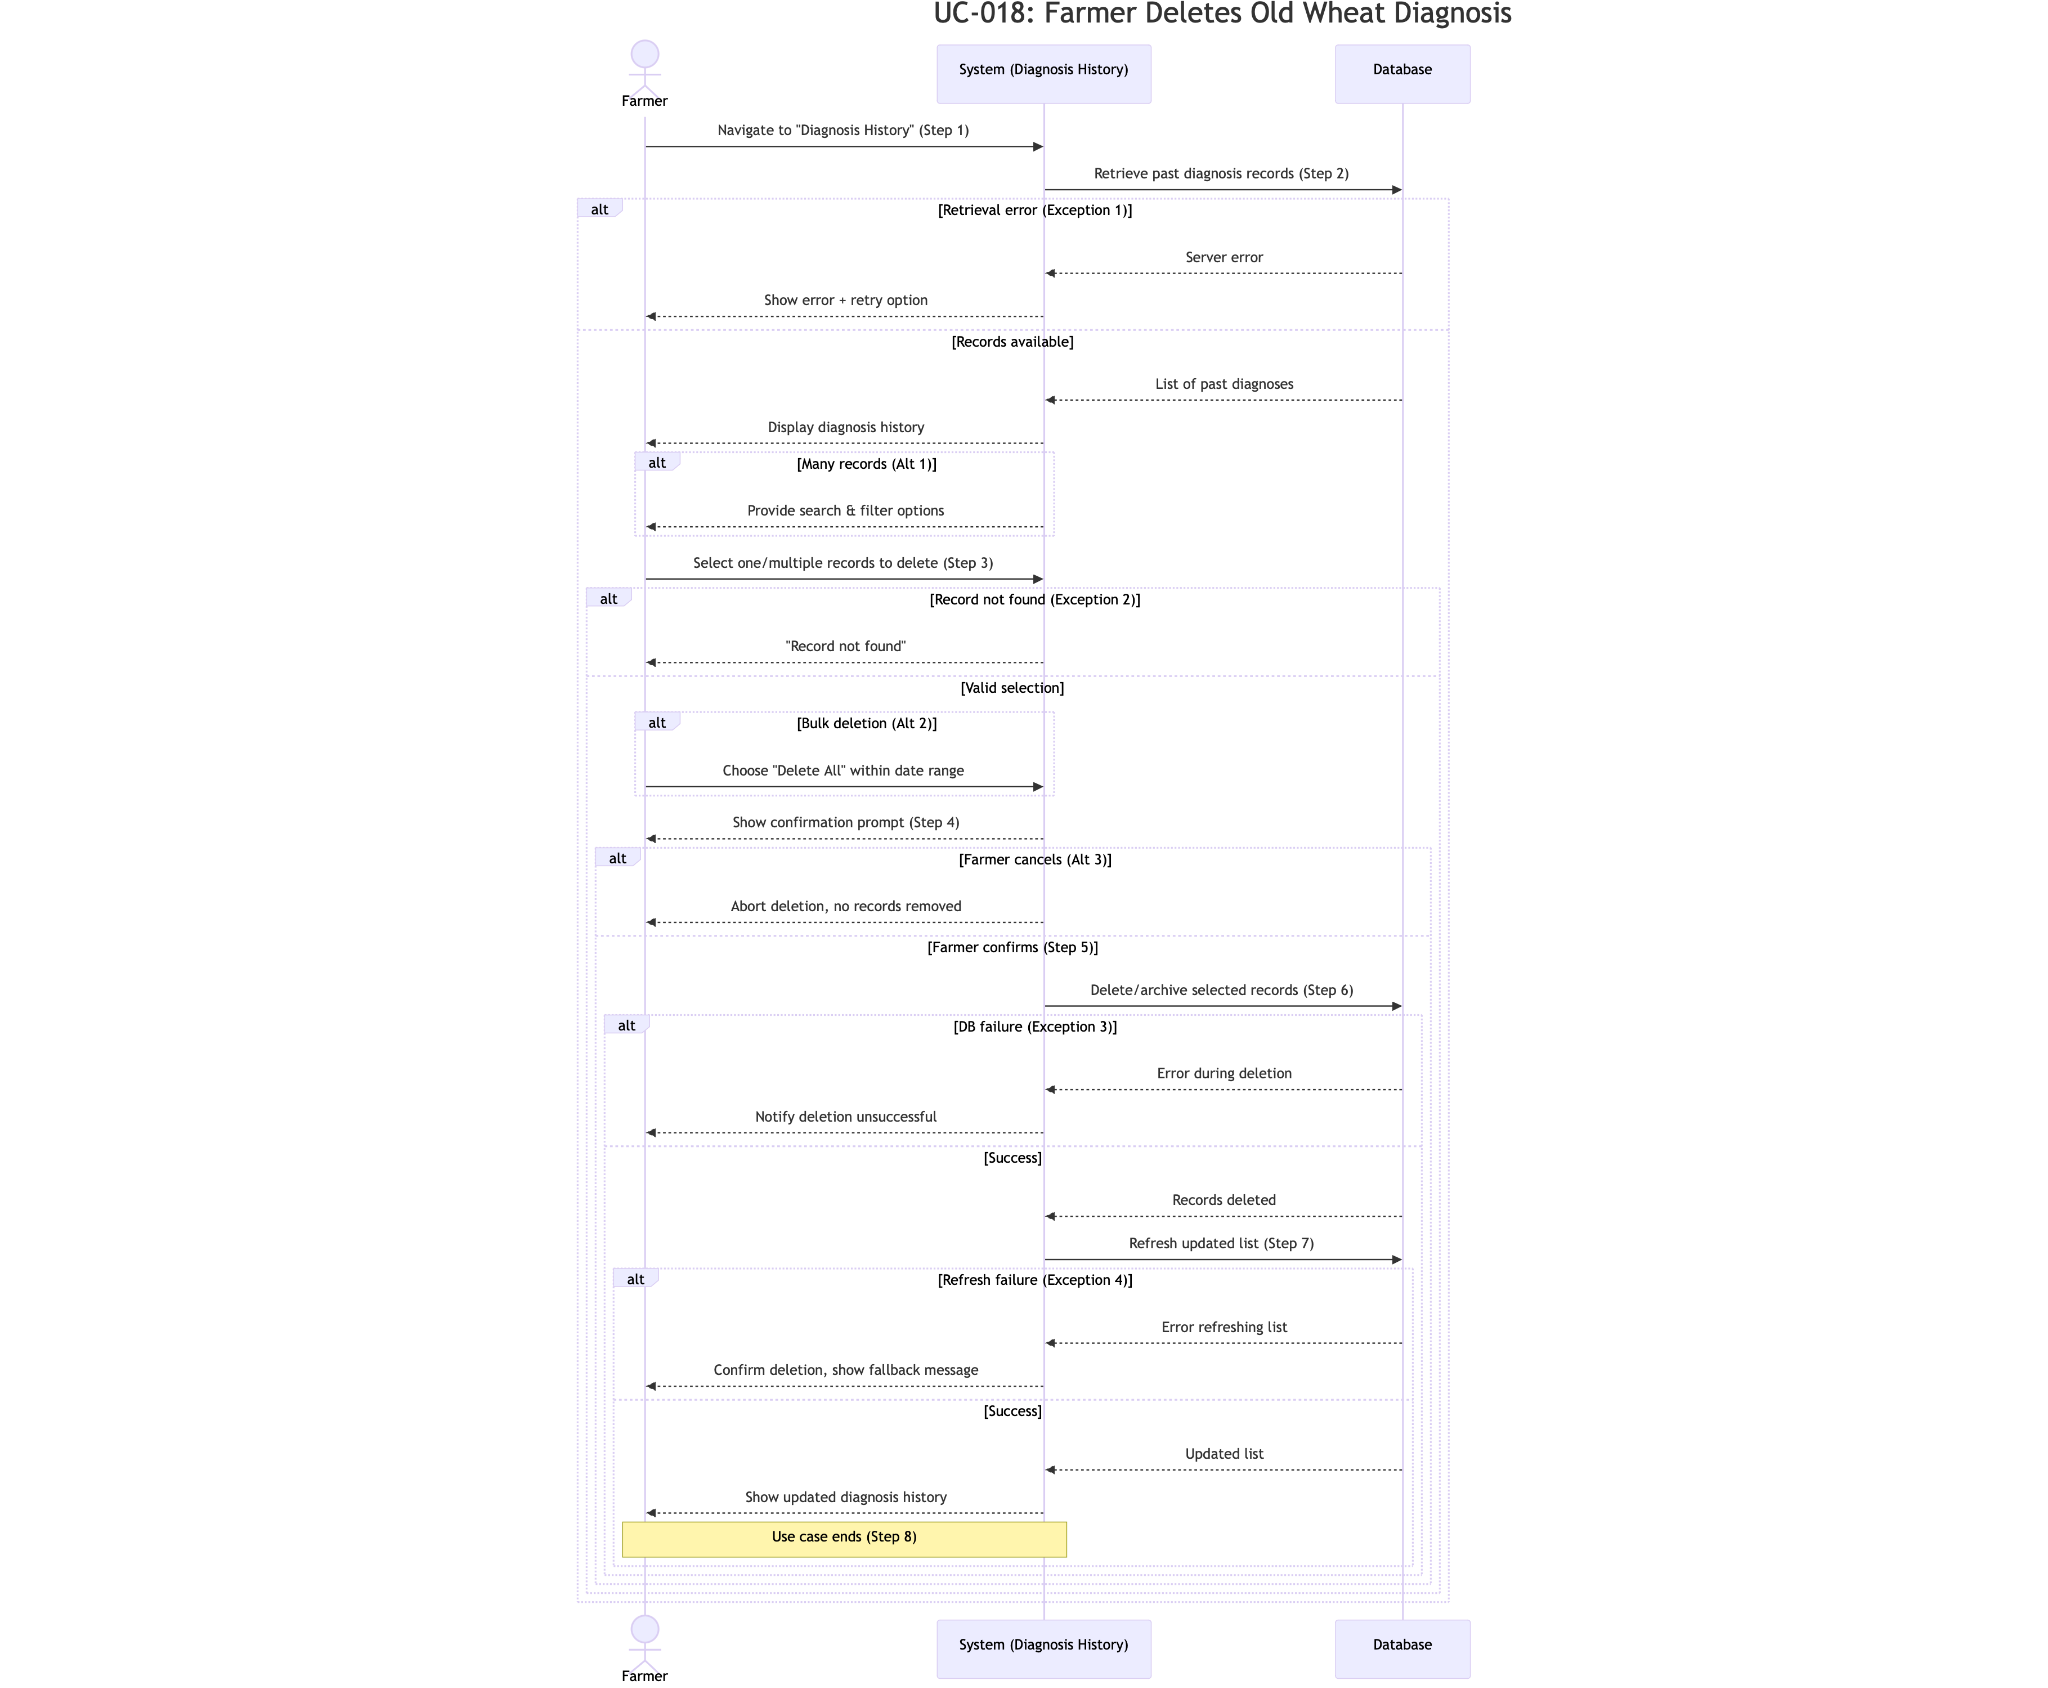 UC-018: Farmer Deletes Old Wheat Diagnosis
Farmer
System (Diagnosis History)
Database
Navigate to "Diagnosis History" (Step 1)
Retrieve past diagnosis records (Step 2)
alt
[Retrieval error (Exception 1)]
Server error
Show error + retry option
[Records available]
List of past diagnoses
Display diagnosis history
alt
[Many records (Alt 1)]
Provide search & filter options
Select one/multiple records to delete (Step 3)
alt
[Record not found (Exception 2)]
"Record not found"
[Valid selection]
alt
[Bulk deletion (Alt 2)]
Choose "Delete All" within date range
Show confirmation prompt (Step 4)
alt
[Farmer cancels (Alt 3)]
Abort deletion, no records removed
[Farmer confirms (Step 5)]
Delete/archive selected records (Step 6)
alt
[DB failure (Exception 3)]
Error during deletion
Notify deletion unsuccessful
[Success]
Records deleted
Refresh updated list (Step 7)
alt
[Refresh failure (Exception 4)]
Error refreshing list
Confirm deletion, show fallback message
[Success]
Updated list
Show updated diagnosis history
Use case ends (Step 8)
Farmer
System (Diagnosis History)
Database